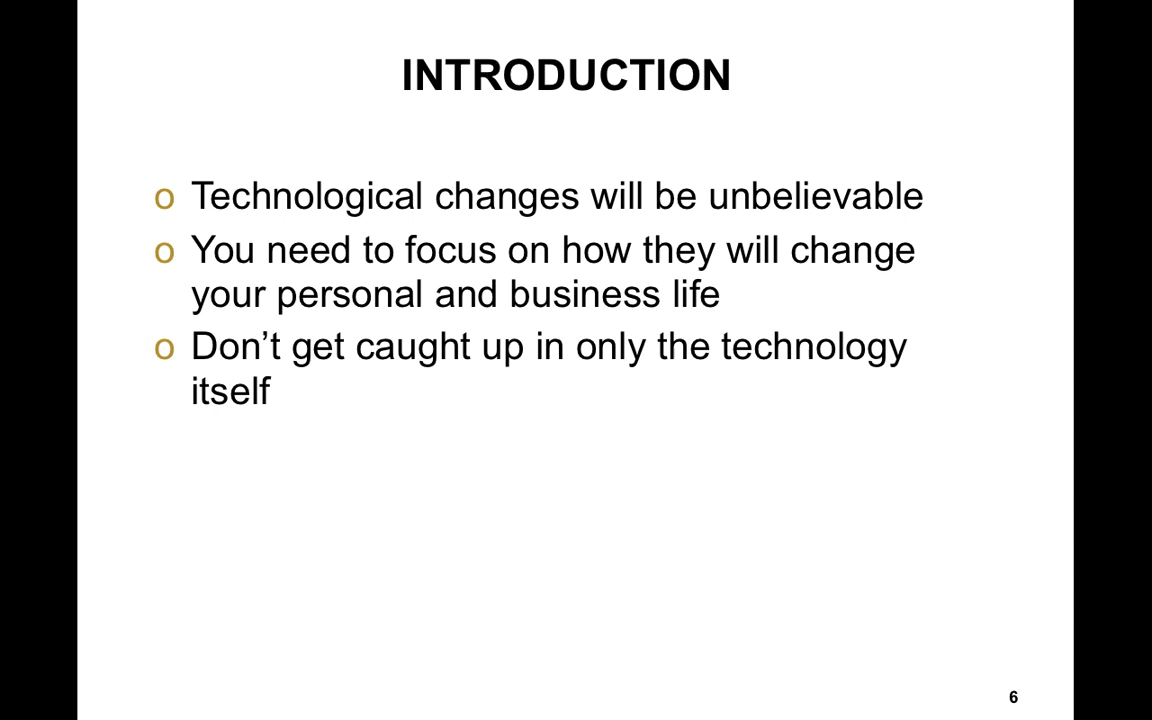 INTRODUCTION
o Technological changes will be unbelievable
o You need to focus on how they will change
your personal and business life
o Don’t get caught up in only the technology
itself
6